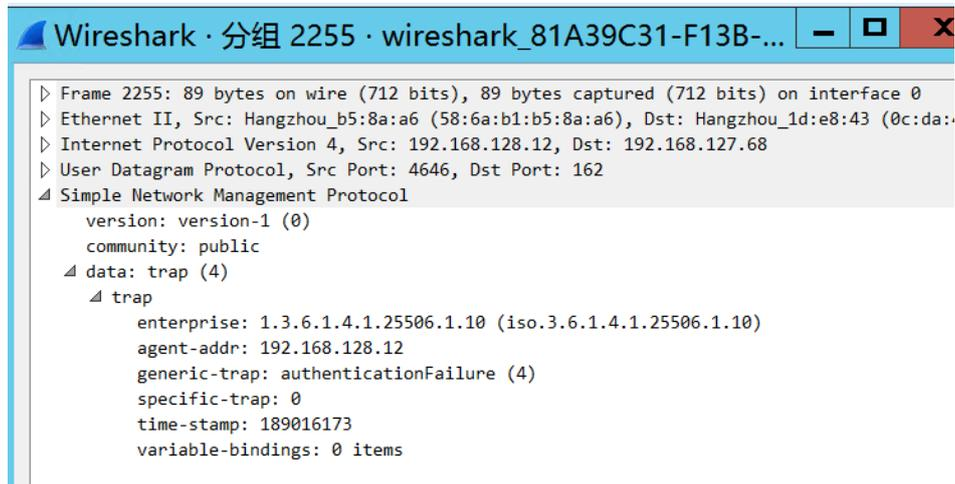 Wireshark · 分组 2255 · wireshark_81A39C31-F13B-...
Frame 2255: 89 bytes on wire (712 bits), 89 bytes captured (712 bits) on interface 0
Ethernet II, Src: Hangzhou_b5:8a:a6 (58:6a:b1:b5:8a:a6), Dst: Hangzhou_1d:e8:43 (0c:da:
Internet Protocol Version 4, Src: 192.168.128.12, Dst: 192.168.127.68
User Datagram Protocol, Src Port: 4646, Dst Port: 162
Simple Network Management Protocol
version: version-1 (0)
community: public
data: trap (4)
trap
enterprise: 1.3.6.1.4.1.25506.1.10 (iso.3.6.1.4.1.25506.1.10)
agent-addr: 192.168.128.12
generic-trap: authenticationFailure (4)
specific-trap: 0
time-stamp: 189016173
variable-bindings: 0 items